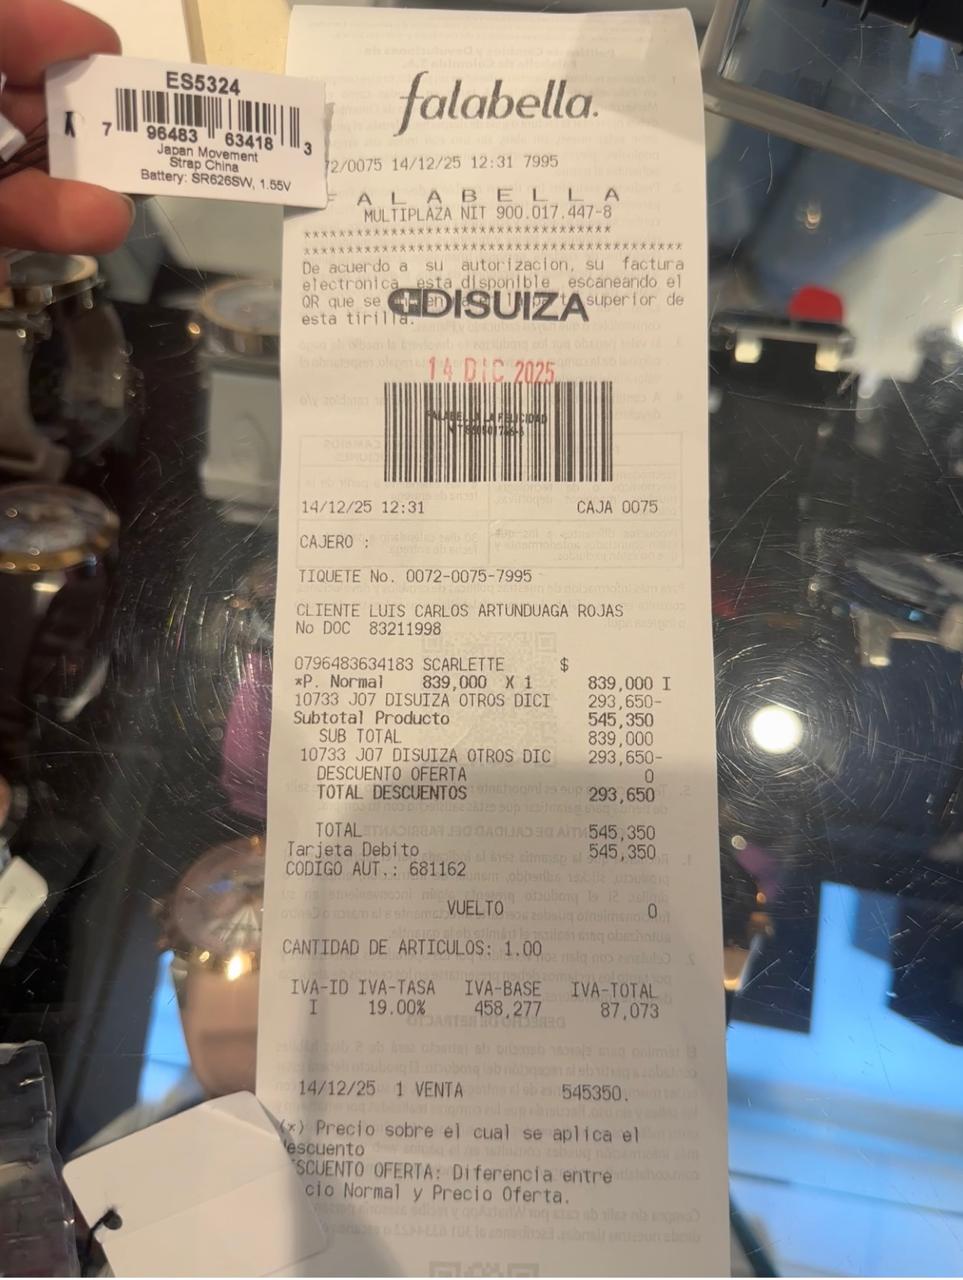 ES5324
7 96483 63418 3
Japan Movement
Strap China
Battery: SR626SW, 1.55V
falabella.
72/0075 14/12/25 12:31 7995
F A L A B E L L A
MULTIPLAZA NIT 900.017.447-8
**********************************
******************************************
De acuerdo a su autorizacion, su factura
electronica esta disponible escaneando el
QR que se superior de
esta tirilla.
DISUIZA
14 DIC 2025
FALABELLA LA FELICIDAD
14/12/25 12:31 CAJA 0075
CAJERO :
TIQUETE No. 0072-0075-7995
CLIENTE LUIS CARLOS ARTUNDUAGA ROJAS
No DOC 83211998
0796483634183 SCARLETTE $
*P. Normal 839,000 X 1 839,000 I
10733 J07 DISUIZA OTROS DICI 293,650-
Subtotal Producto 545,350
SUB TOTAL 839,000
10733 J07 DISUIZA OTROS DIC 293,650-
DESCUENTO OFERTA 0
TOTAL DESCUENTOS 293,650
TOTAL 545,350
Tarjeta Debito 545,350
CODIGO AUT.: 681162
VUELTO 0
CANTIDAD DE ARTICULOS: 1.00
IVA-ID IVA-TASA IVA-BASE IVA-TOTAL
I 19.00% 458,277 87,073
14/12/25 1 VENTA 545350.
(*) Precio sobre el cual se aplica el
escuento
SCUENTO OFERTA: Diferencia entre
cio Normal y Precio Oferta.